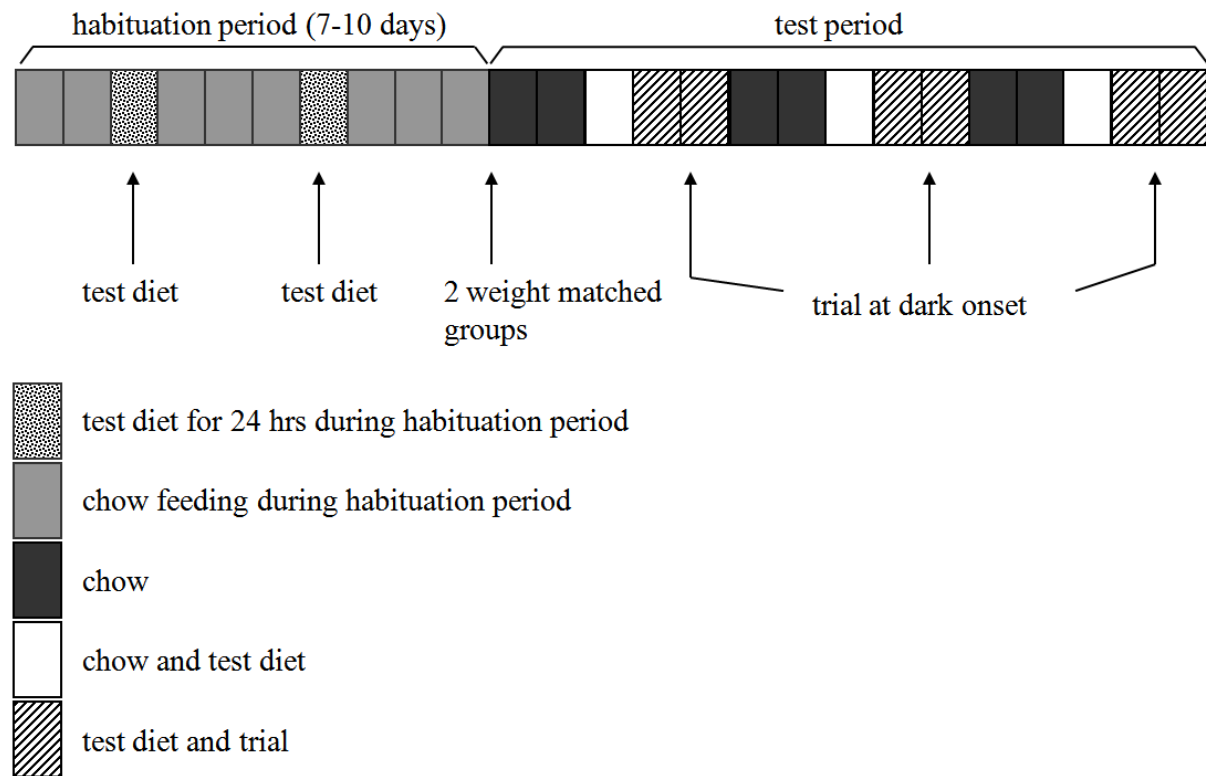 habituation period (7-10 days)
test period
test diet
test diet
2 weight matched
groups
trial at dark onset
test diet for 24 hrs during habituation period
chow feeding during habituation period
chow
chow and test diet
test diet and trial